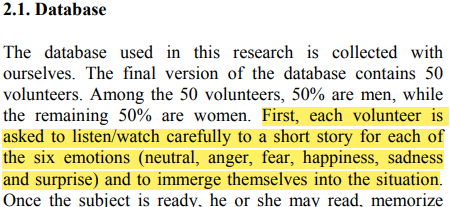 2.1. Database
The database used in this research is collected with
ourselves. The final version of the database contains 50
volunteers. Among the 50 volunteers, 50% are men, while
the remaining 50% are women. First, each volunteer is
asked to listen/watch carefully to a short story for each of
the six emotions (neutral, anger, fear, happiness, sadness
and surprise) and to immerge themselves into the situation.
Once the subject is ready, he or she may read, memorize